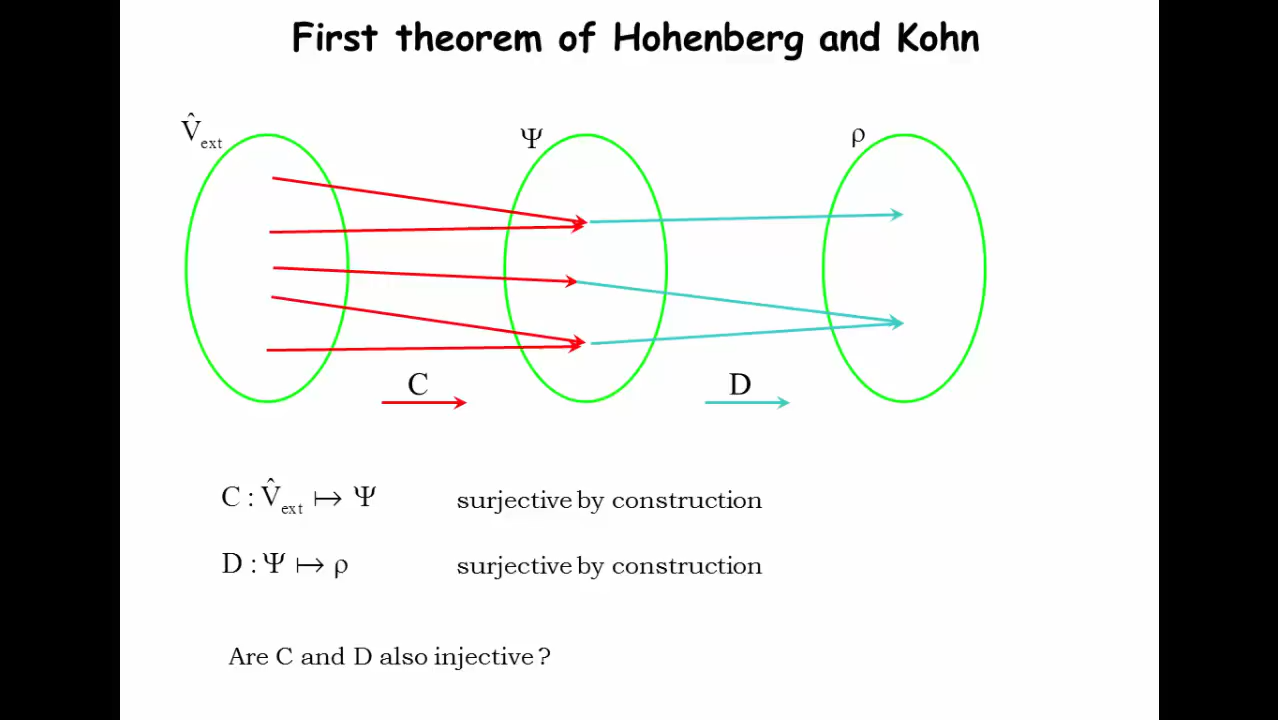 First theorem of Hohenberg and Kohn
V̂ext Ψ ρ
C D
C : V̂ext ↦ Ψ surjective by construction
D : Ψ ↦ ρ surjective by construction
Are C and D also injective ?